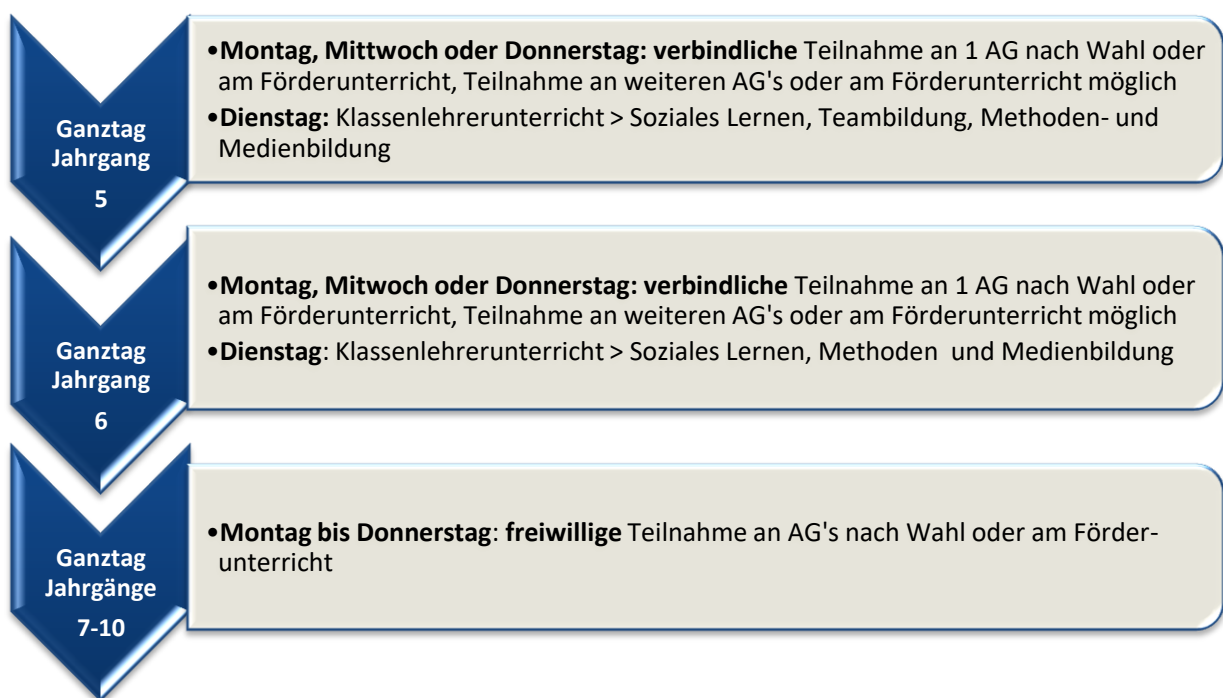 Ganztag
Jahrgang
5
•Montag, Mittwoch oder Donnerstag: verbindliche Teilnahme an 1 AG nach Wahl oder
am Förderunterricht, Teilnahme an weiteren AG's oder am Förderunterricht möglich
•Dienstag: Klassenlehrerunterricht > Soziales Lernen, Teambildung, Methoden- und
Medienbildung
Ganztag
Jahrgang
6
•Montag, Mitwoch oder Donnerstag: verbindliche Teilnahme an 1 AG nach Wahl oder
am Förderunterricht, Teilnahme an weiteren AG's oder am Förderunterricht möglich
•Dienstag: Klassenlehrerunterricht > Soziales Lernen, Methoden  und Medienbildung
Ganztag
Jahrgänge
7-10
•Montag bis Donnerstag: freiwillige Teilnahme an AG's nach Wahl oder am Förder-
unterricht